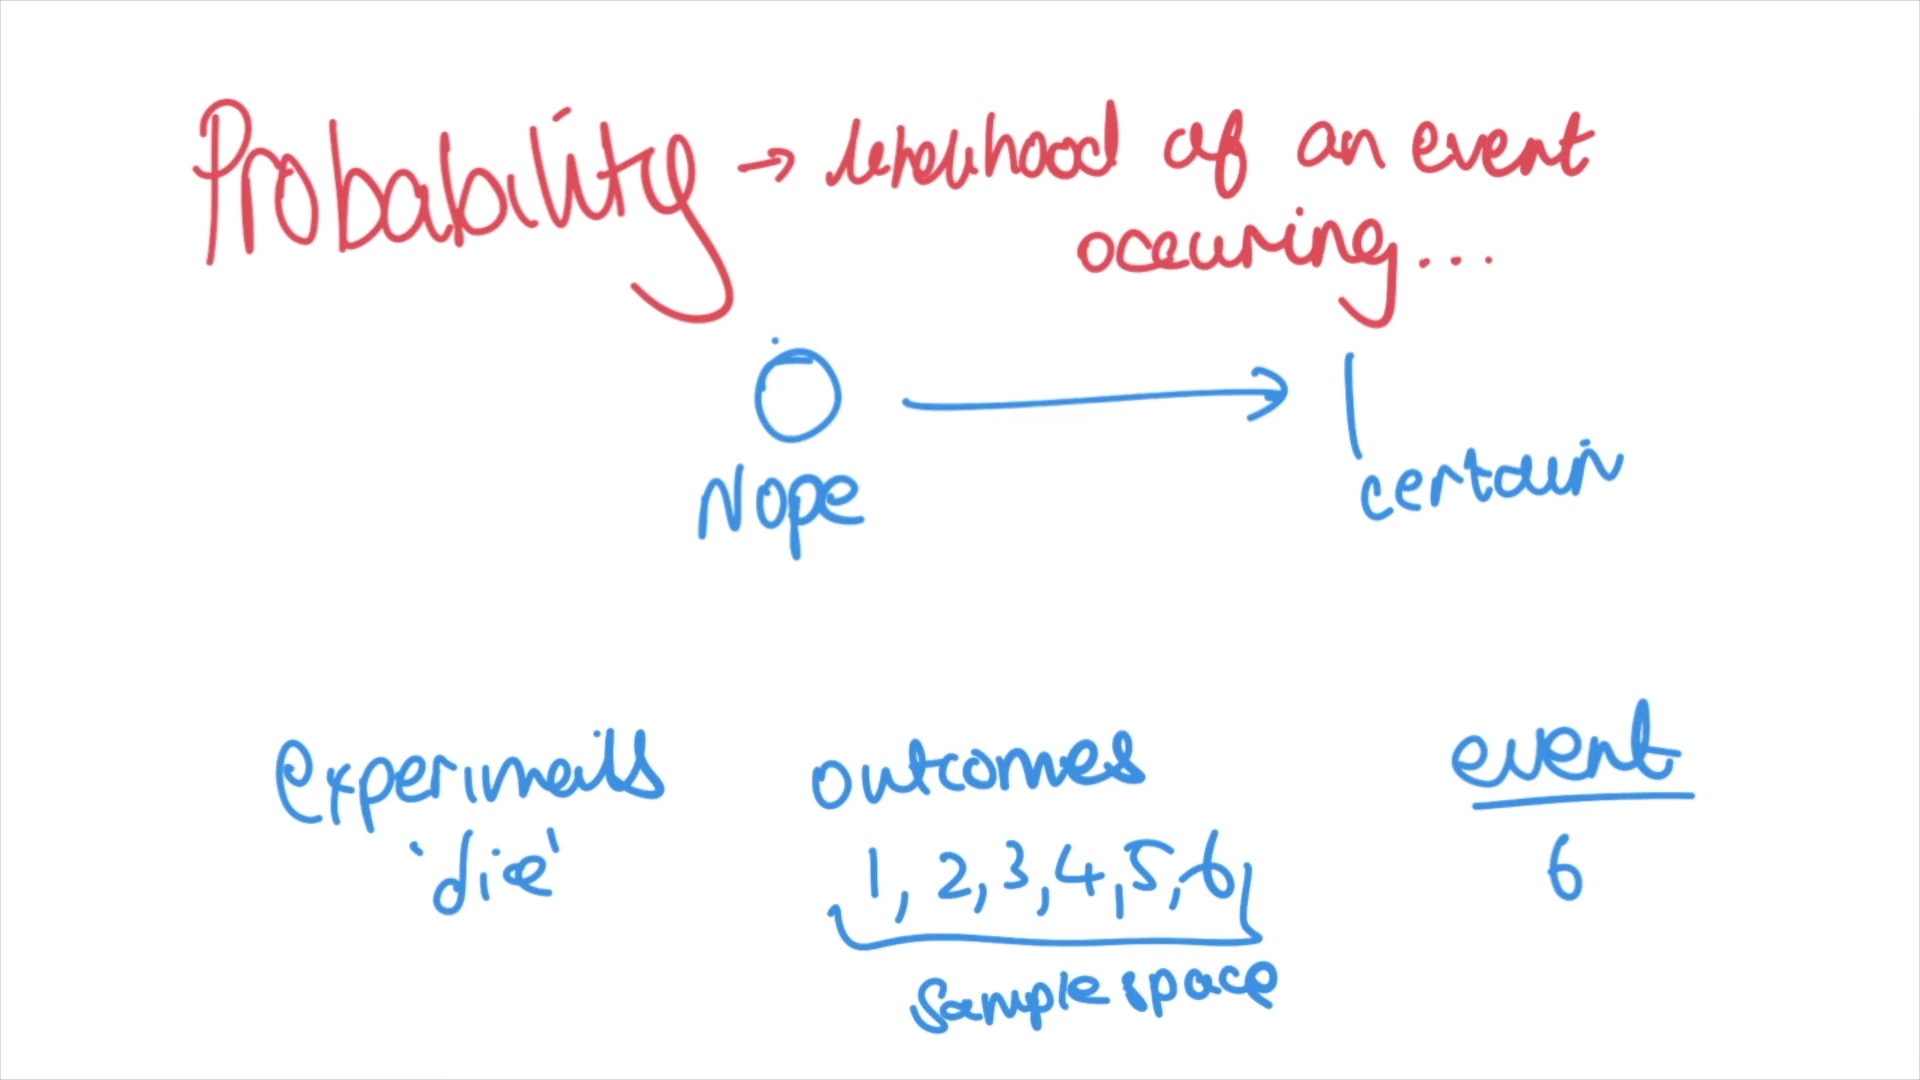 Probability → likelihood of an event
occuring...
0 → 1
Nope certain
experiments outcomes event
'die' 1, 2, 3, 4, 5, 6 6
Sample space